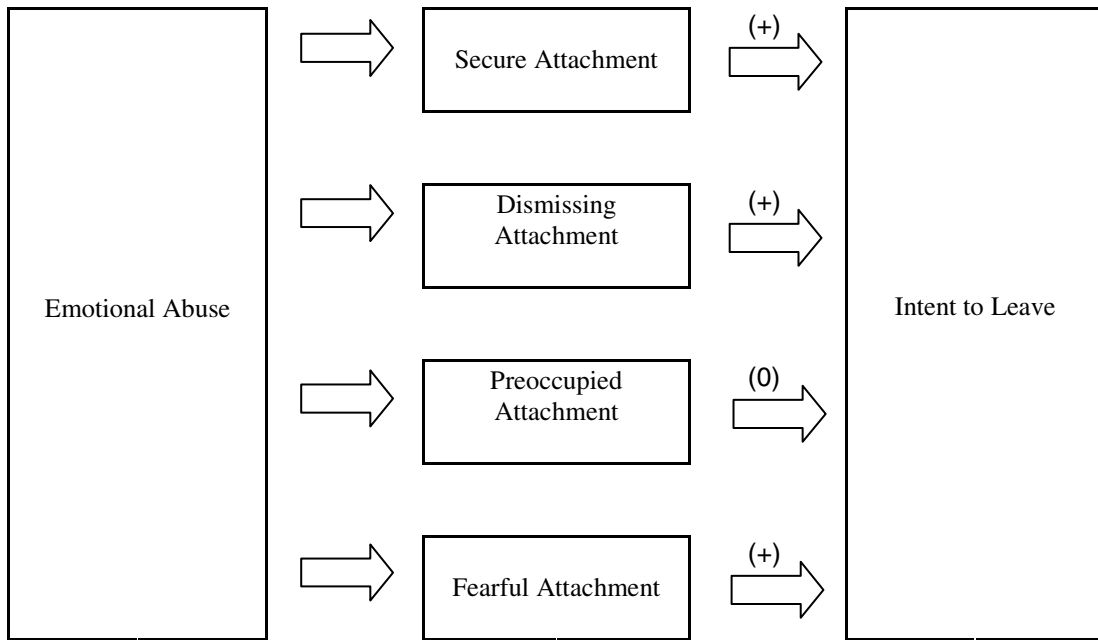 (+)
Secure Attachment
(+)
Dismissing
Attachment
Emotional Abuse
Intent to Leave
(0)
Preoccupied
Attachment
(+)
Fearful Attachment